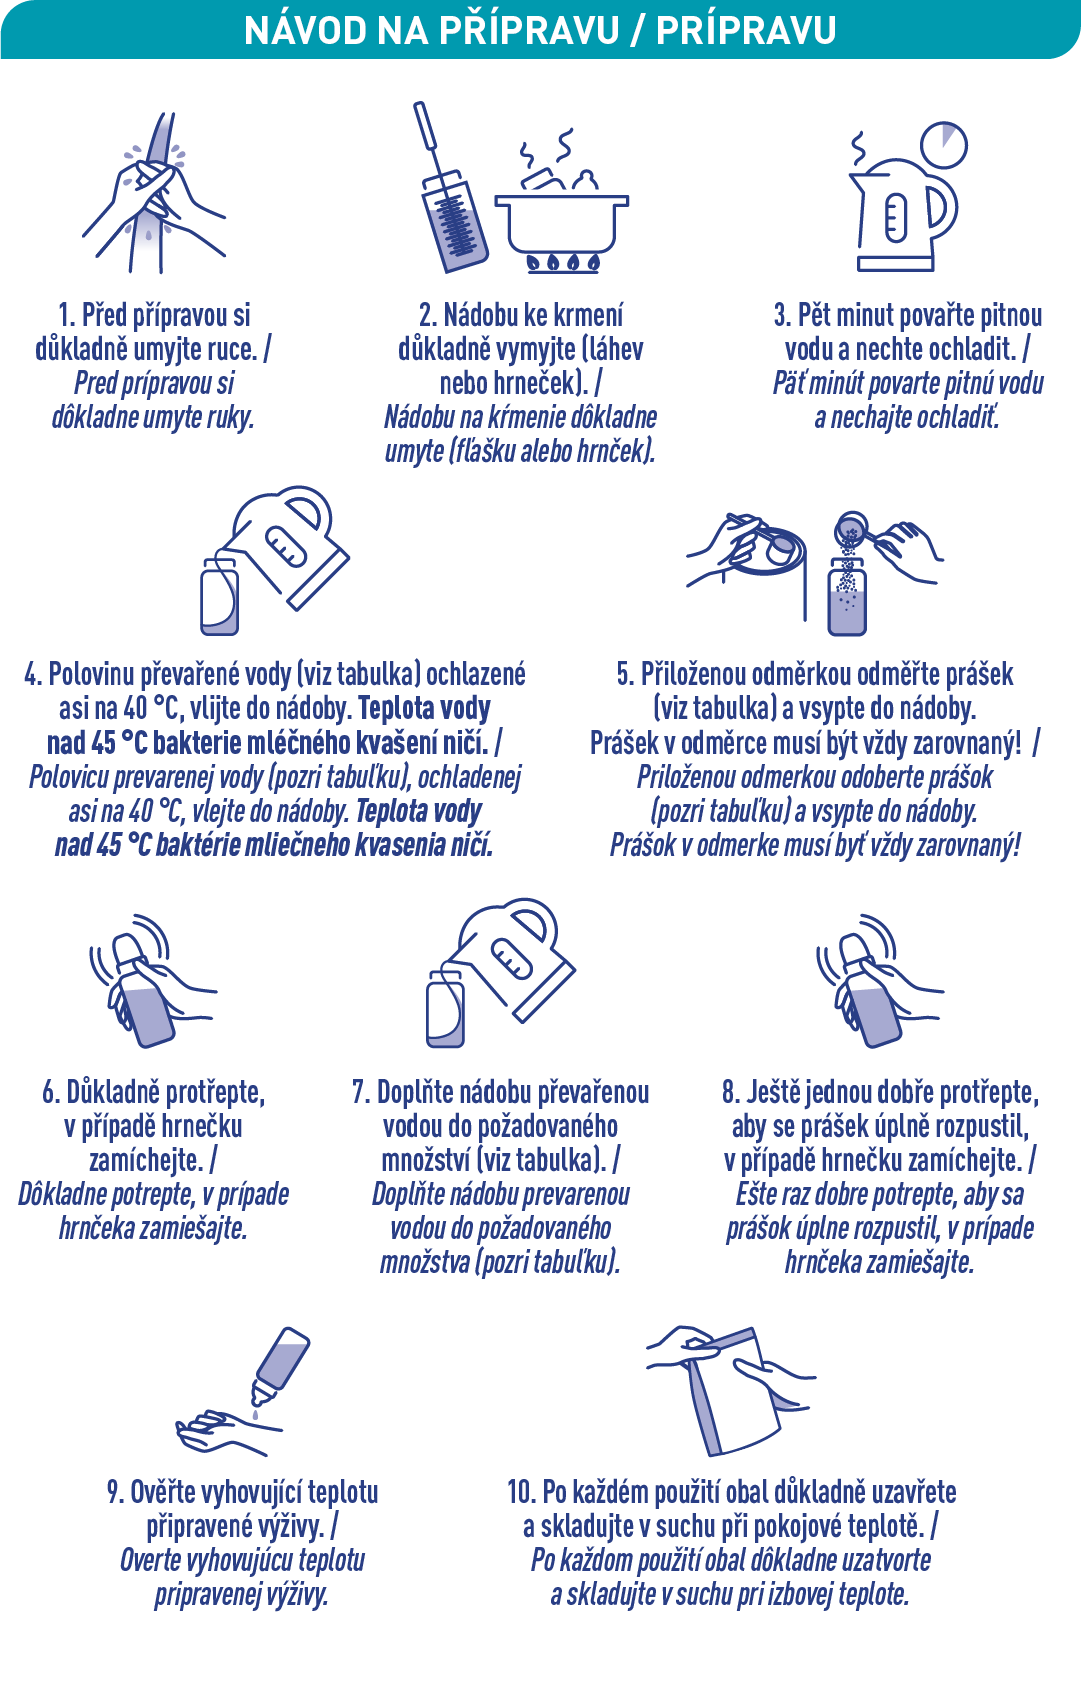 NÁVOD NA PŘÍPRAVU / PRÍPRAVU
1. Před přípravou si
důkladně umyjte ruce. /
Pred prípravou si
dôkladne umyte ruky.
2. Nádobu ke krmení
důkladně vymyjte (láhev
nebo hrneček). /
Nádobu na kŕmenie dôkladne
umyte (fľašku alebo hrnček).
3. Pět minut povařte pitnou
vodu a nechte ochladit. /
Päť minút povarte pitnú vodu
a nechajte ochladiť.
4. Polovinu převařené vody (viz tabulka) ochlazené
asi na 40 °C, vlijte do nádoby. Teplota vody
nad 45 °C bakterie mléčného kvašení ničí. /
Polovicu prevarenej vody (pozri tabuľku), ochladenej
asi na 40 °C, vlejte do nádoby. Teplota vody
nad 45 °C baktérie mliečneho kvasenia ničí.
5. Přiloženou odměrkou odměřte prášek
(viz tabulka) a vsypte do nádoby.
Prášek v odměrce musí být vždy zarovnaný! /
Priloženou odmerkou odoberte prášok
(pozri tabuľku) a vsypte do nádoby.
Prášok v odmerke musí byť vždy zarovnaný!
6. Důkladně protřepte,
v případě hrnečku
zamíchejte. /
Dôkladne potrepte, v prípade
hrnčeka zamiešajte.
7. Doplňte nádobu převařenou
vodou do požadovaného
množství (viz tabulka). /
Doplňte nádobu prevarenou
vodou do požadovaného
množstva (pozri tabuľku).
8. Ještě jednou dobře protřepte,
aby se prášek úplně rozpustil,
v případě hrnečku zamíchejte. /
Ešte raz dobre potrepte, aby sa
prášok úplne rozpustil, v prípade
hrnčeka zamiešajte.
9. Ověřte vyhovující teplotu
připravené výživy. /
Overte vyhovujúcu teplotu
pripravenej výživy.
10. Po každém použití obal důkladně uzavřete
a skladujte v suchu při pokojové teplotě. /
Po každom použití obal dôkladne uzatvorte
a skladujte v suchu pri izbovej teplote.